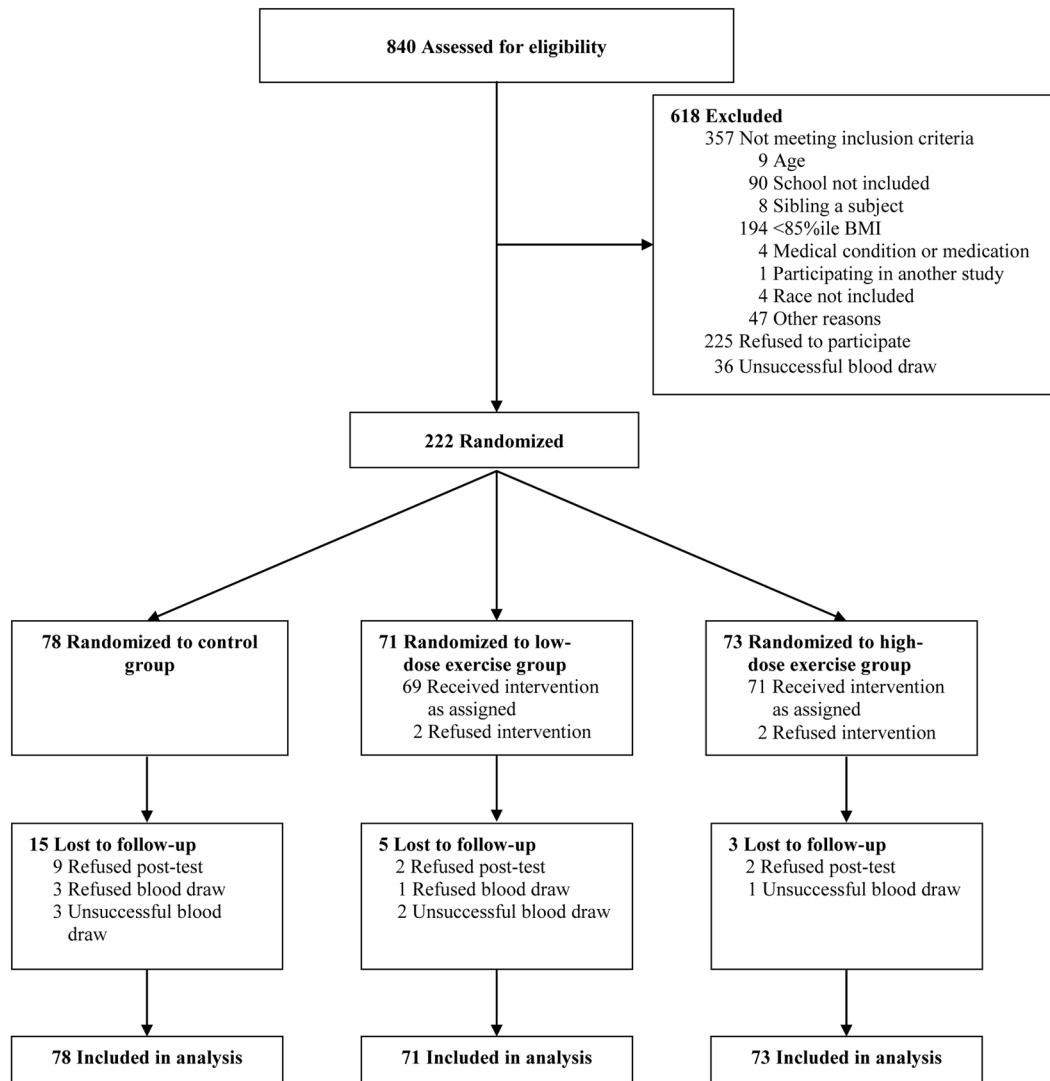 840 Assessed for eligibility
618 Excluded
357 Not meeting inclusion criteria
9 Age
90 School not included
8 Sibling a subject
194 <85%ile BMI
4 Medical condition or medication
1 Participating in another study
4 Race not included
47 Other reasons
225 Refused to participate
36 Unsuccessful blood draw
222 Randomized
78 Randomized to control
group
71 Randomized to low-
dose exercise group
69 Received intervention
as assigned
2 Refused intervention
73 Randomized to high-
dose exercise group
71 Received intervention
as assigned
2 Refused intervention
15 Lost to follow-up
9 Refused post-test
3 Refused blood draw
3 Unsuccessful blood
draw
5 Lost to follow-up
2 Refused post-test
1 Refused blood draw
2 Unsuccessful blood draw
3 Lost to follow-up
2 Refused post-test
1 Unsuccessful blood draw
78 Included in analysis
71 Included in analysis
73 Included in analysis